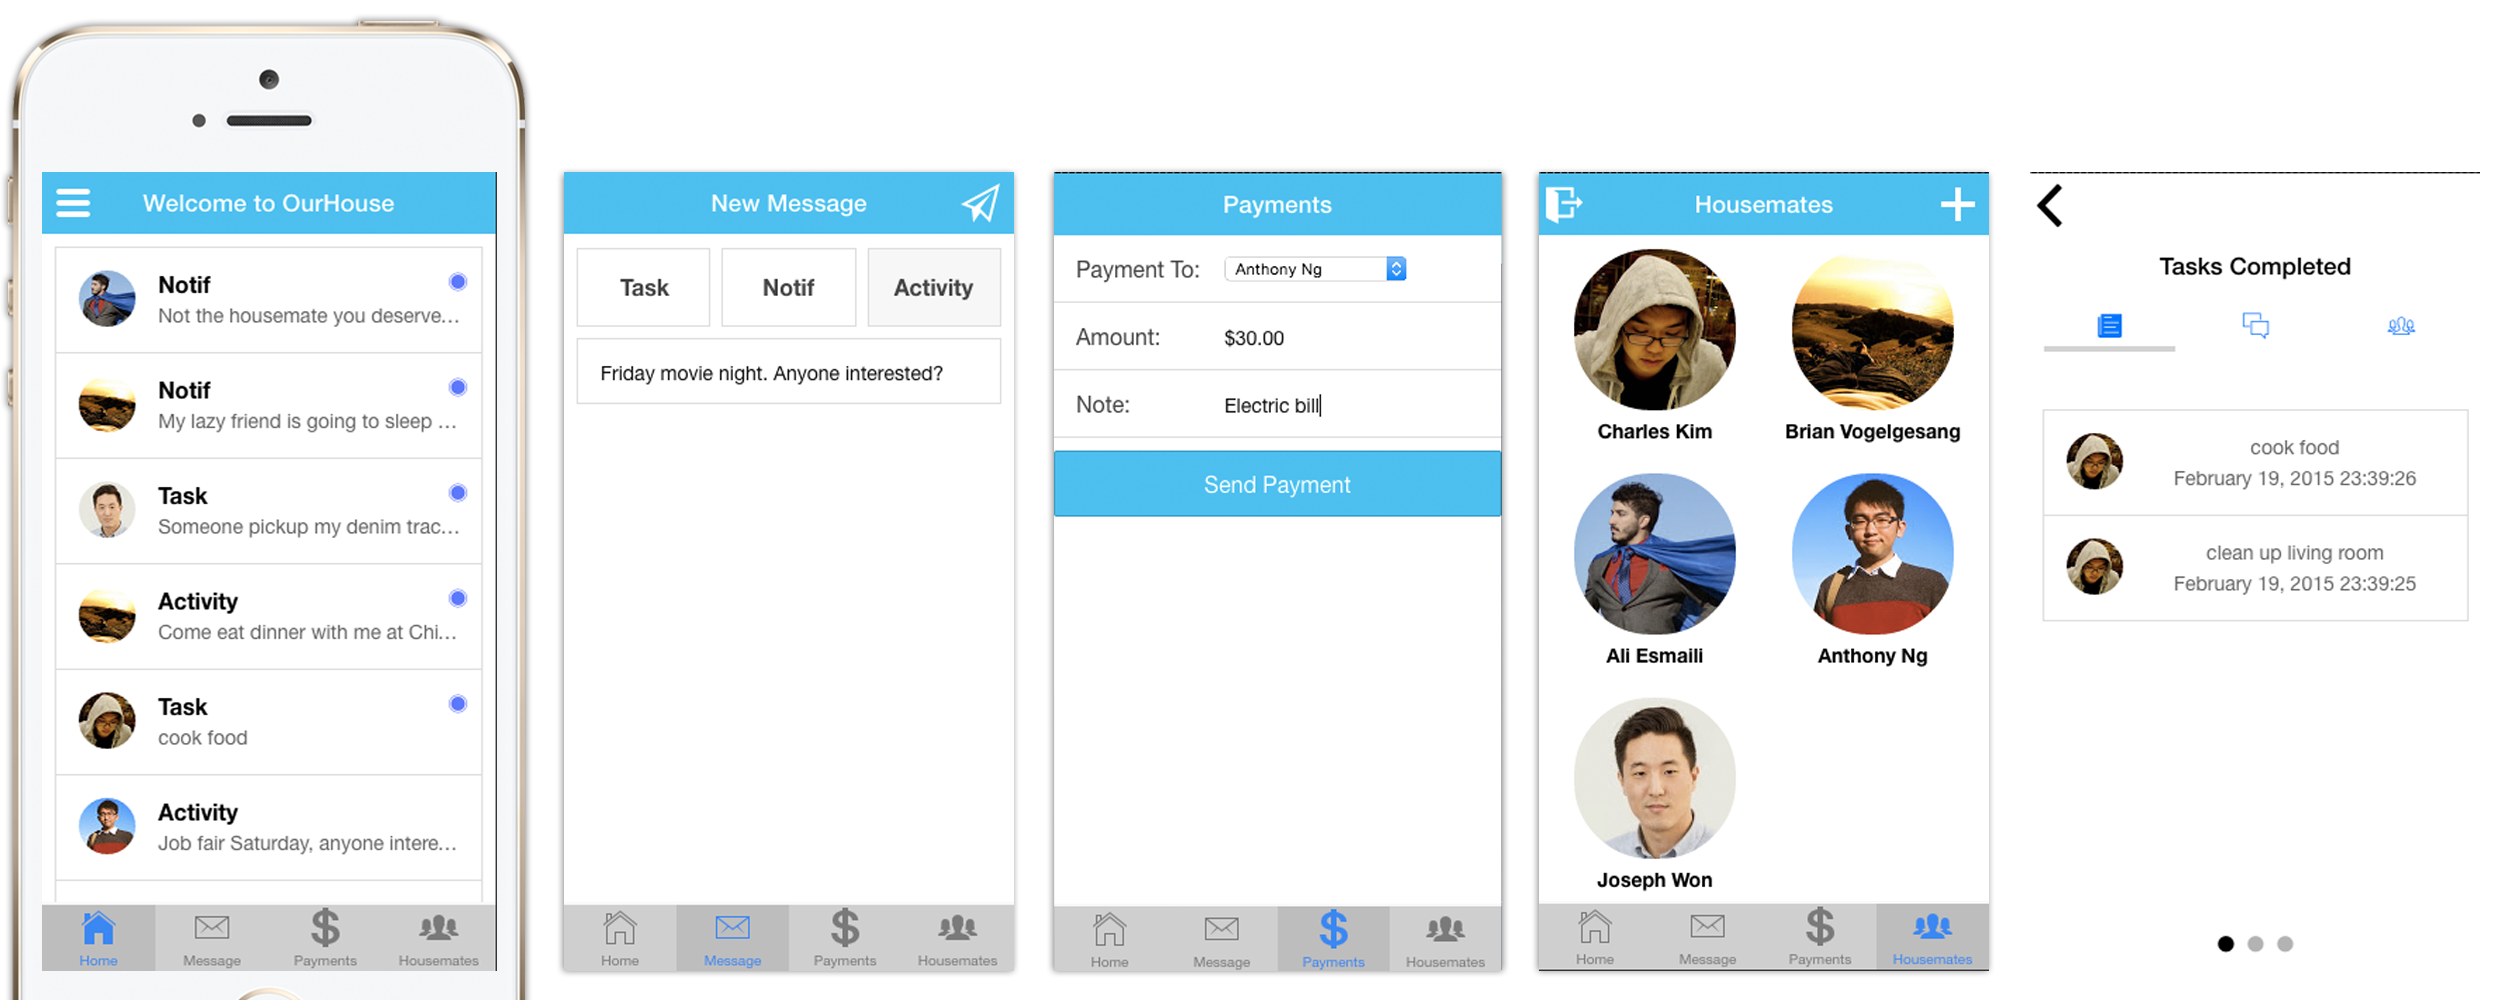 Welcome to OurHouse
Notif
Not the housemate you deserve...
Notif
My lazy friend is going to sleep ...
Task
Someone pickup my denim trac...
Activity
Come eat dinner with me at Chi...
Task
cook food
Activity
Job fair Saturday, anyone intere...
Home
Message
Payments
Housemates
New Message
Task
Notif
Activity
Friday movie night. Anyone interested?
Home
Message
Payments
Housemates
Payments
Payment To: Anthony Ng
Amount: $30.00
Note: Electric bill
Send Payment
Home
Message
Payments
Housemates
Housemates
Charles Kim
Brian Vogelgesang
Ali Esmaili
Anthony Ng
Joseph Won
Home
Message
Payments
Housemates
Tasks Completed
cook food
February 19, 2015 23:39:26
clean up living room
February 19, 2015 23:39:25